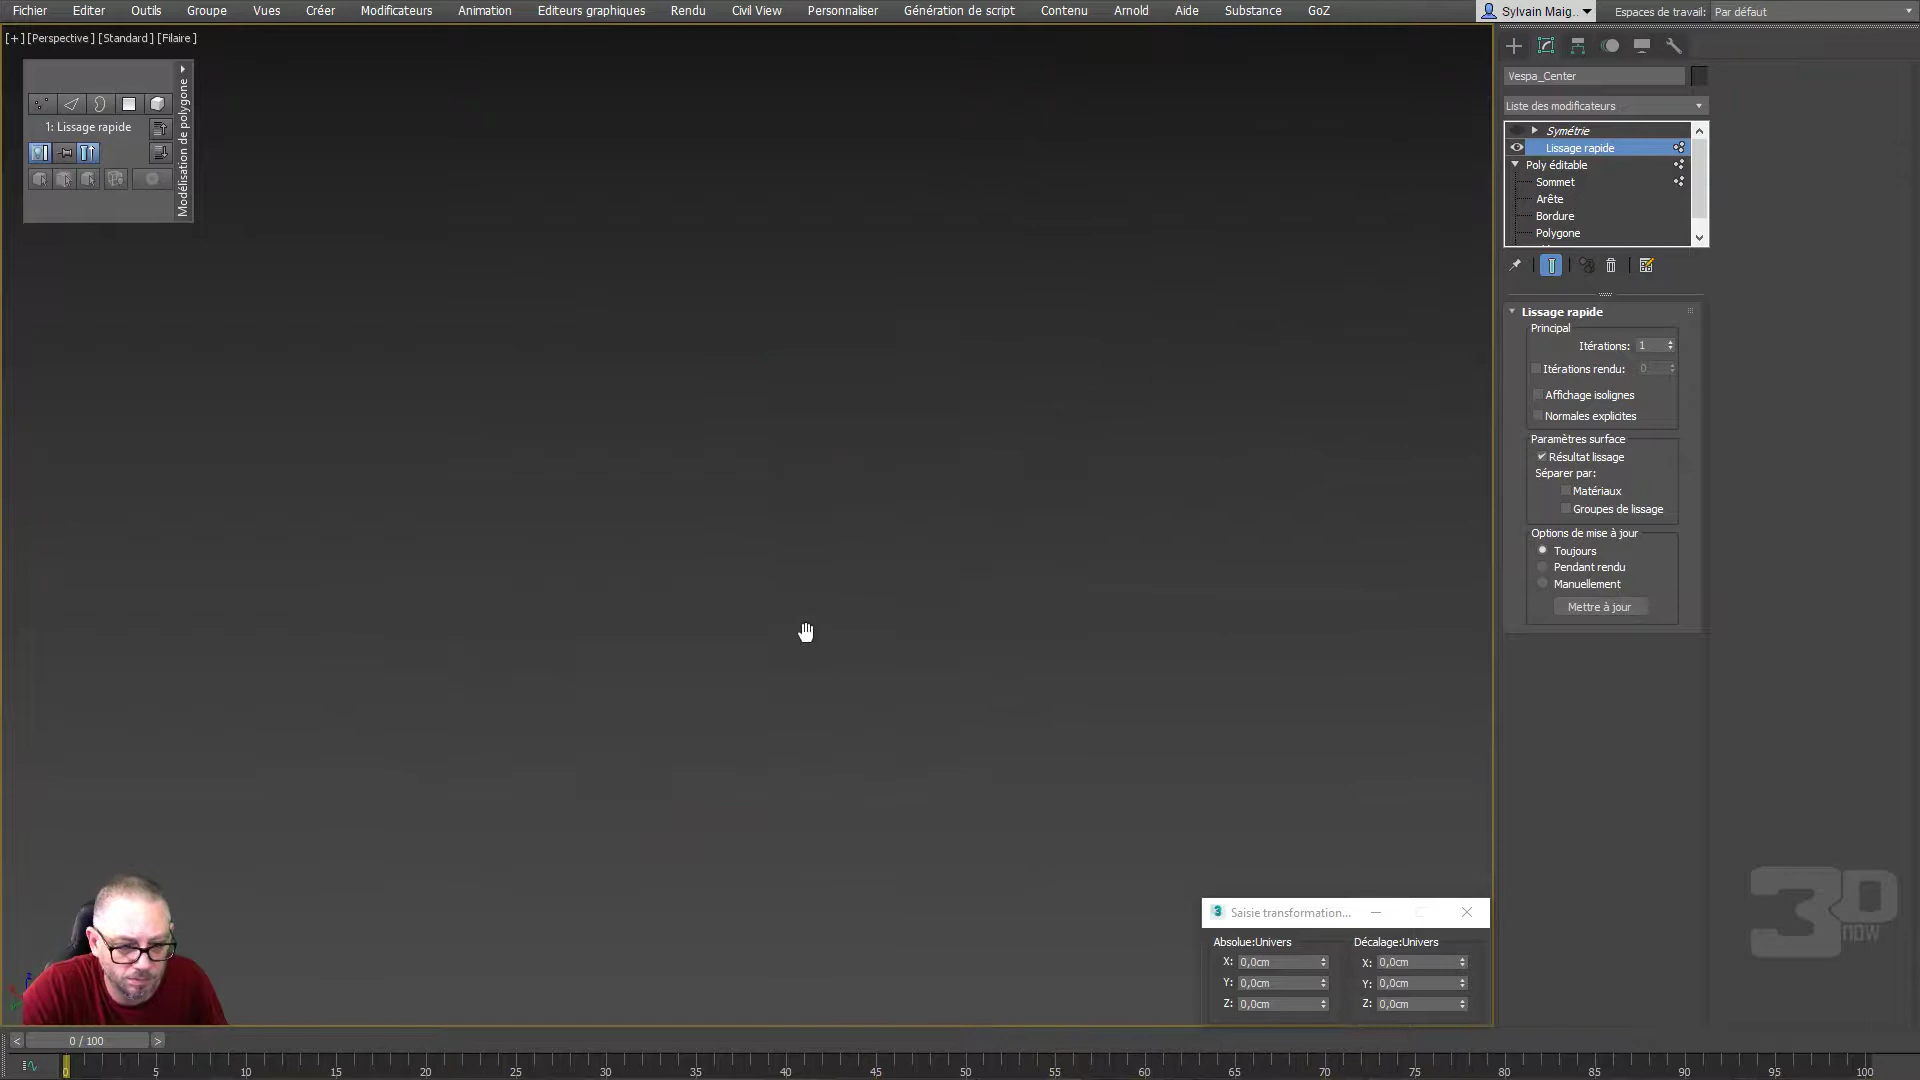 Fichier Editer Outils Groupe Vues Créer Modificateurs Animation Editeurs graphiques Rendu Civil View Personnaliser Génération de script Contenu Arnold Aide Substance GoZ Sylvain Maig.. Espaces de travail: Par défaut
[+] [Perspective ] [Standard ] [Filaire ]
Modélisation de polygone
1: Lissage rapide
Vespa_Center
Liste des modificateurs
Symétrie
Lissage rapide
Poly éditable
Sommet
Arête
Bordure
Polygone
Lissage rapide
Principal
Itérations: 1
Itérations rendu: 0
Affichage isolignes
Normales explicites
Paramètres surface
Résultat lissage
Séparer par:
Matériaux
Groupes de lissage
Options de mise à jour
Toujours
Pendant rendu
Manuellement
Mettre à jour
3D now
3 Saisie transformation...
Absolue:Univers Décalage:Univers
X: 0,0cm X: 0,0cm
Y: 0,0cm Y: 0,0cm
Z: 0,0cm Z: 0,0cm
< 0 / 100 >
0 5 10 15 20 25 30 35 40 45 50 55 60 65 70 75 80 85 90 95 100